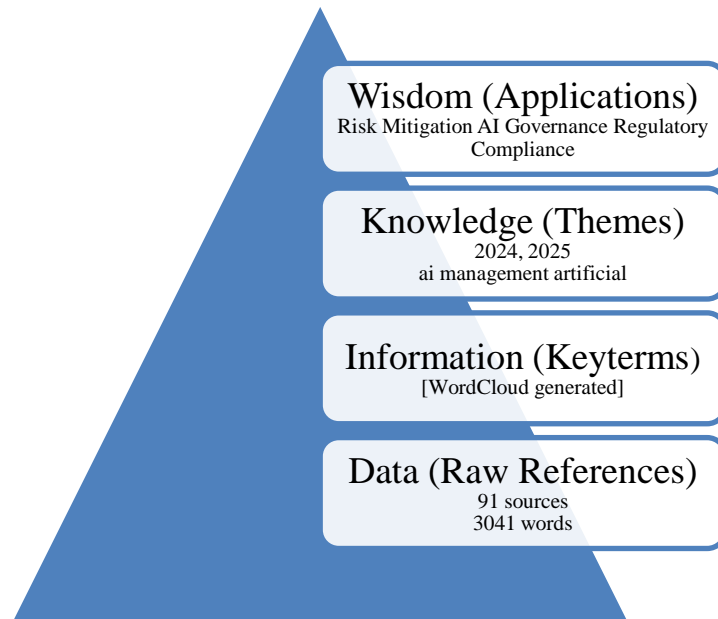 Wisdom (Applications)
Risk Mitigation AI Governance Regulatory
Compliance
Knowledge (Themes)
2024, 2025
ai management artificial
Information (Keyterms)
[WordCloud generated]
Data (Raw References)
91 sources
3041 words